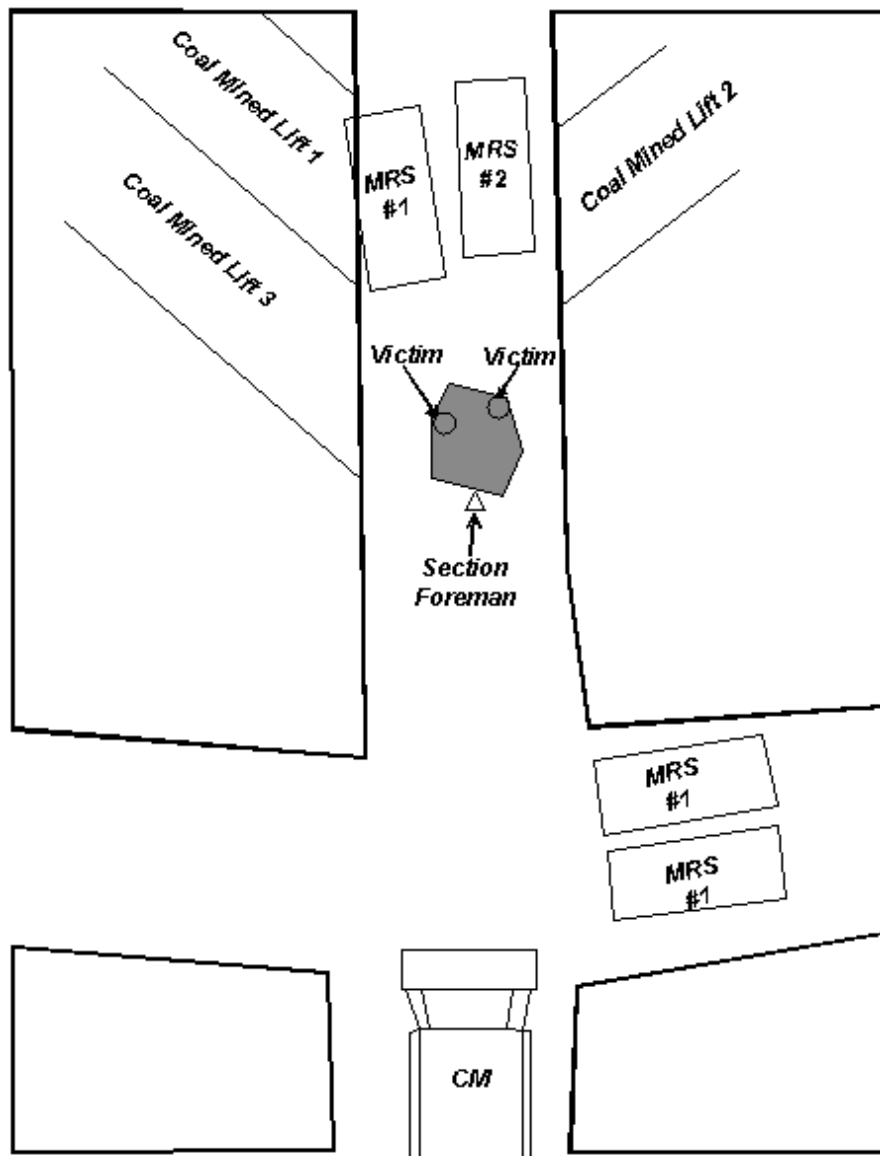 Coal Mined Lift 1
Coal Mined Lift 2
MRS
#1
MRS
#2
Coal Mined Lift 3
Victim
Victim
Section
Foreman
MRS
#1
MRS
#1
CM